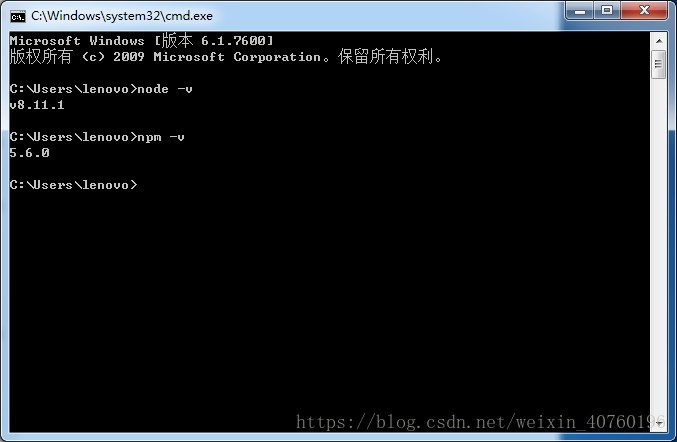 C:\Windows\system32\cmd.exe
Microsoft Windows [版本 6.1.7600]
版权所有 (c) 2009 Microsoft Corporation。保留所有权利。
C:\Users\lenovo>node -v
v8.11.1
C:\Users\lenovo>npm -v
5.6.0
C:\Users\lenovo>
https://blog.csdn.net/weixin_40760196